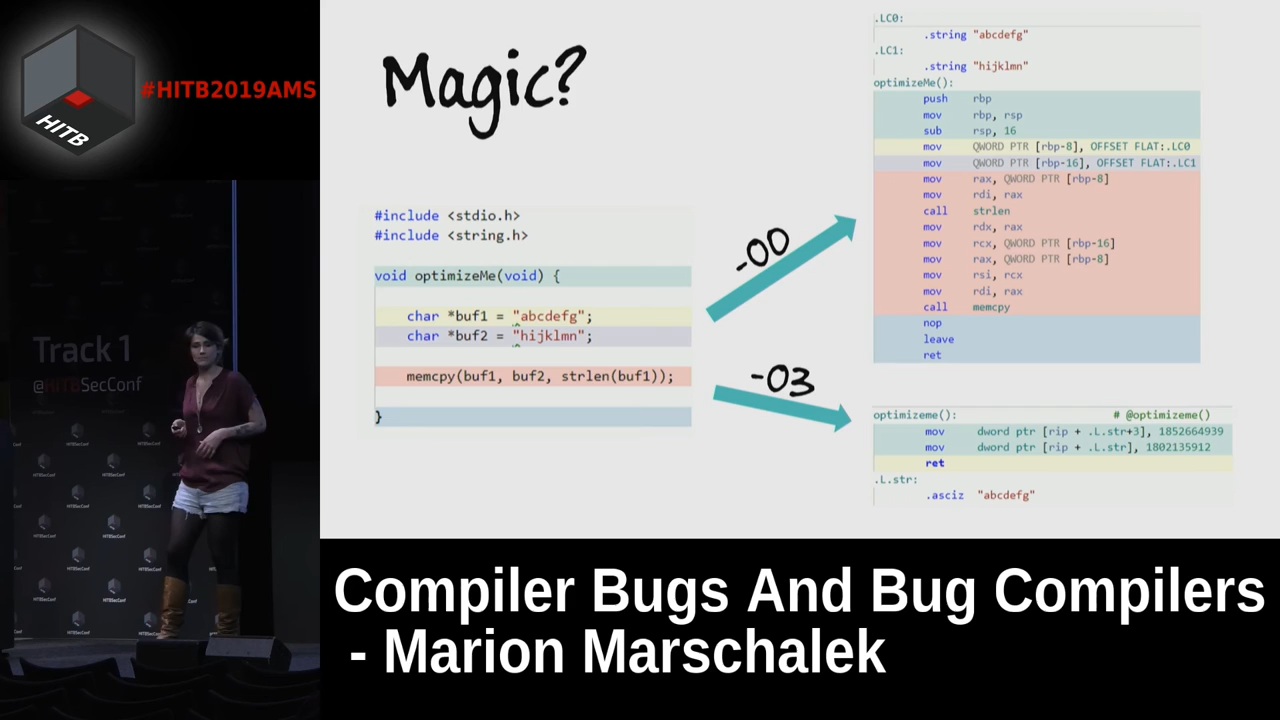 HITB
#HITB2019AMS
Track 1
@HITBSecConf
Magic?
#include <stdio.h>
#include <string.h>
void optimizeMe(void) {
char *buf1 = "abcdefg";
char *buf2 = "hijklmn";
memcpy(buf1, buf2, strlen(buf1));
}
-O0
-O3
.LC0:
.string "abcdefg"
.LC1:
.string "hijklmn"
optimizeMe():
push rbp
mov rbp, rsp
sub rsp, 16
mov QWORD PTR [rbp-8], OFFSET FLAT:.LC0
mov QWORD PTR [rbp-16], OFFSET FLAT:.LC1
mov rax, QWORD PTR [rbp-8]
mov rdi, rax
call strlen
mov rdx, rax
mov rcx, QWORD PTR [rbp-16]
mov rax, QWORD PTR [rbp-8]
mov rsi, rcx
mov rdi, rax
call memcpy
nop
leave
ret
optimizeme(): # @optimizeme()
mov dword ptr [rip + .L.str+3], 1852664939
mov dword ptr [rip + .L.str], 1802135912
ret
.L.str:
.asciz "abcdefg"
Compiler Bugs And Bug Compilers
- Marion Marschalek